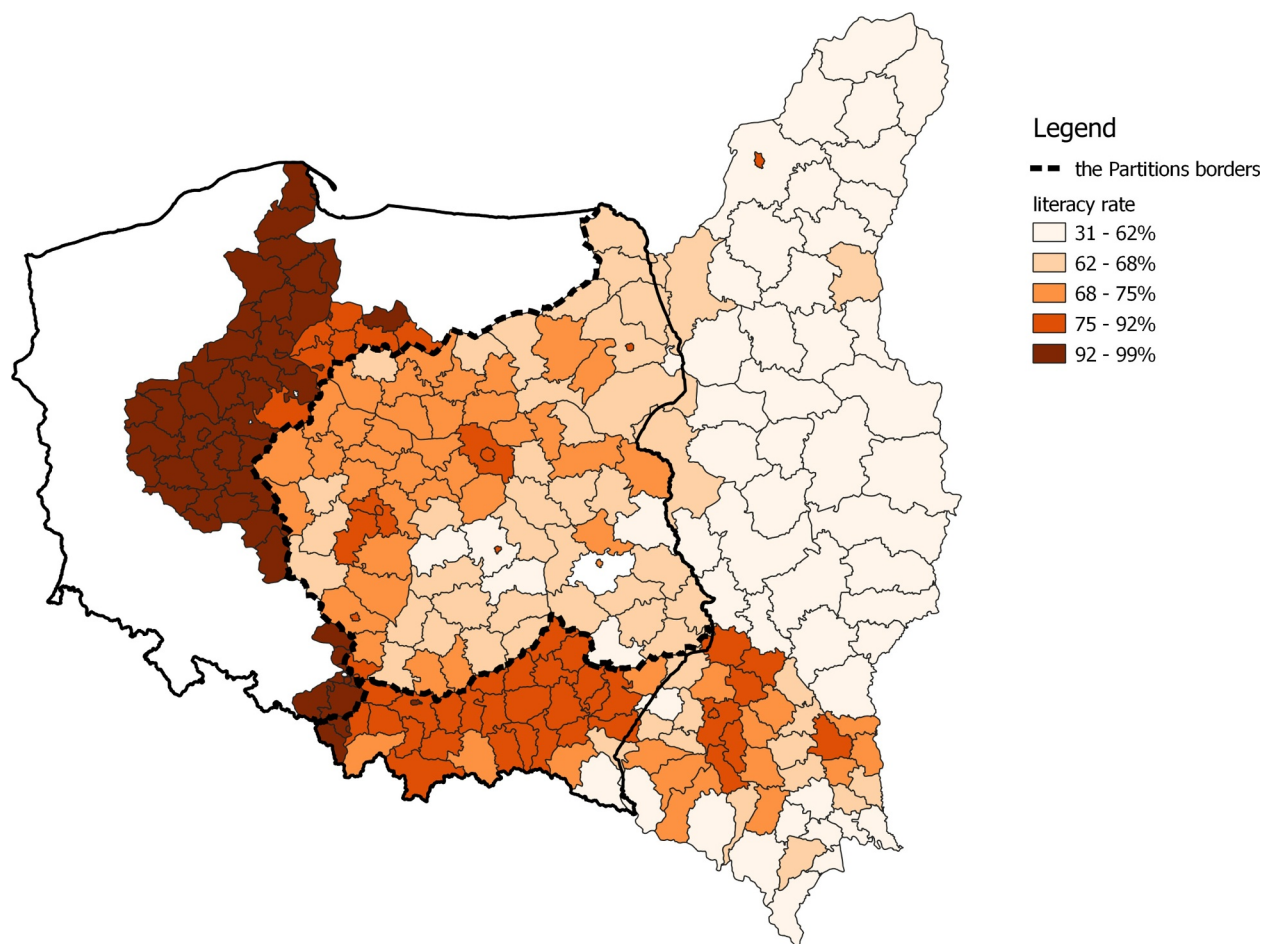 Legend
the Partitions borders
literacy rate
31 - 62%
62 - 68%
68 - 75%
75 - 92%
92 - 99%